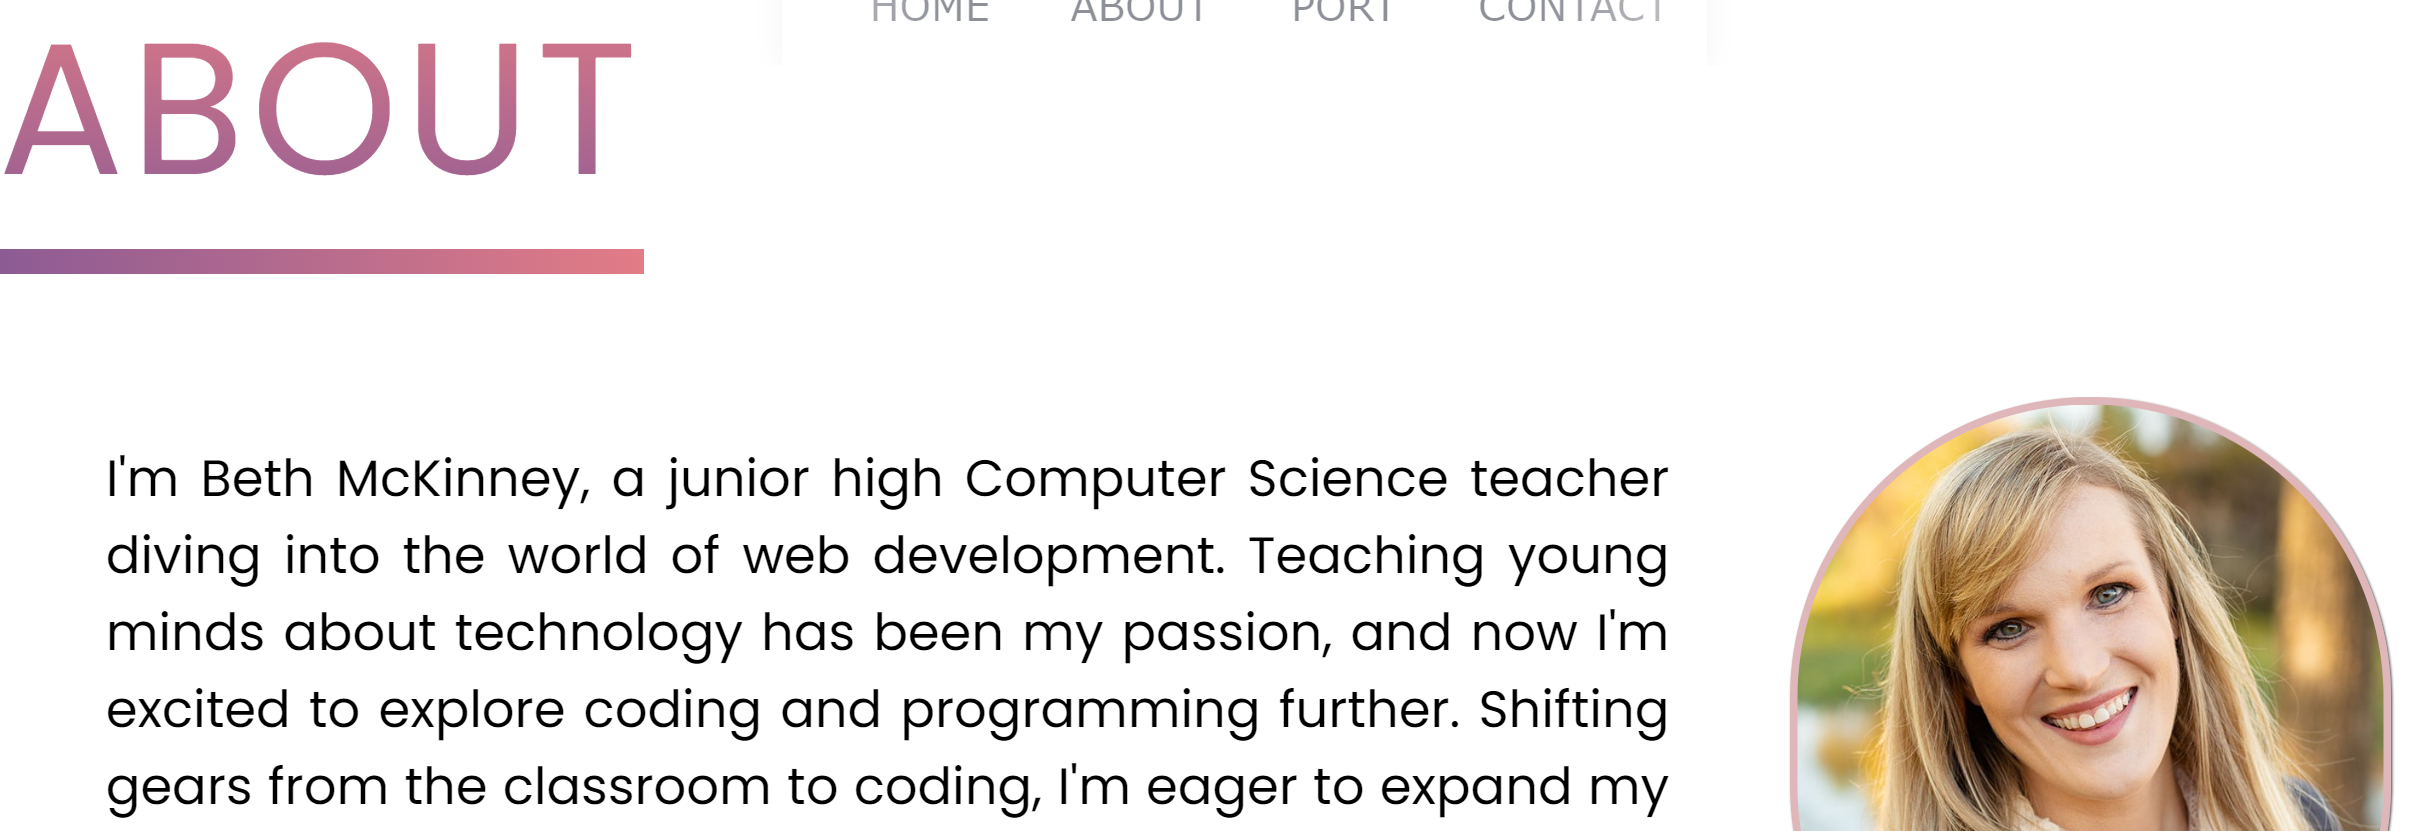 HOME ABOUT PORT CONTACT
ABOUT
I'm Beth McKinney, a junior high Computer Science teacher
diving into the world of web development. Teaching young
minds about technology has been my passion, and now I'm
excited to explore coding and programming further. Shifting
gears from the classroom to coding, I'm eager to expand my